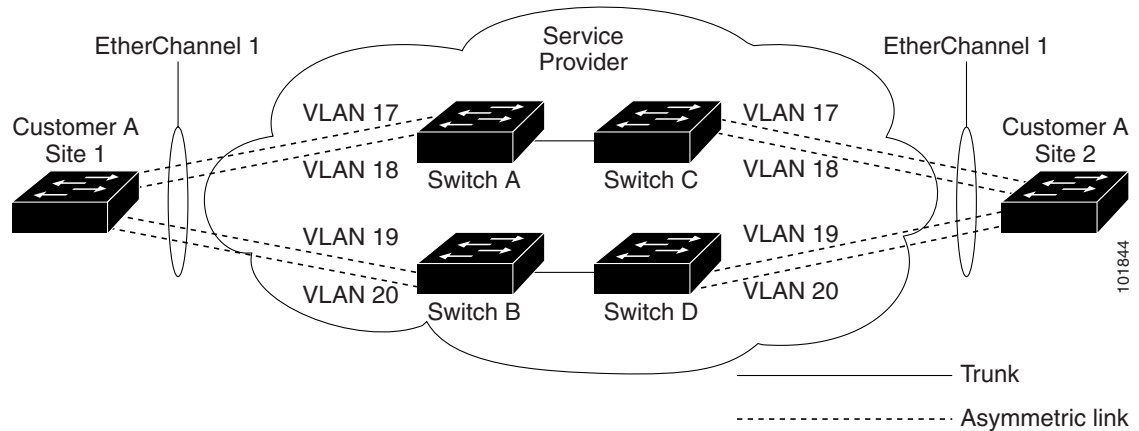 EtherChannel 1
Service
Provider
EtherChannel 1
Customer A
Site 1
VLAN 17
VLAN 18
Switch A
Switch C
VLAN 17
VLAN 18
Customer A
Site 2
VLAN 19
VLAN 20
Switch B
Switch D
VLAN 19
VLAN 20
101844
Trunk
Asymmetric link